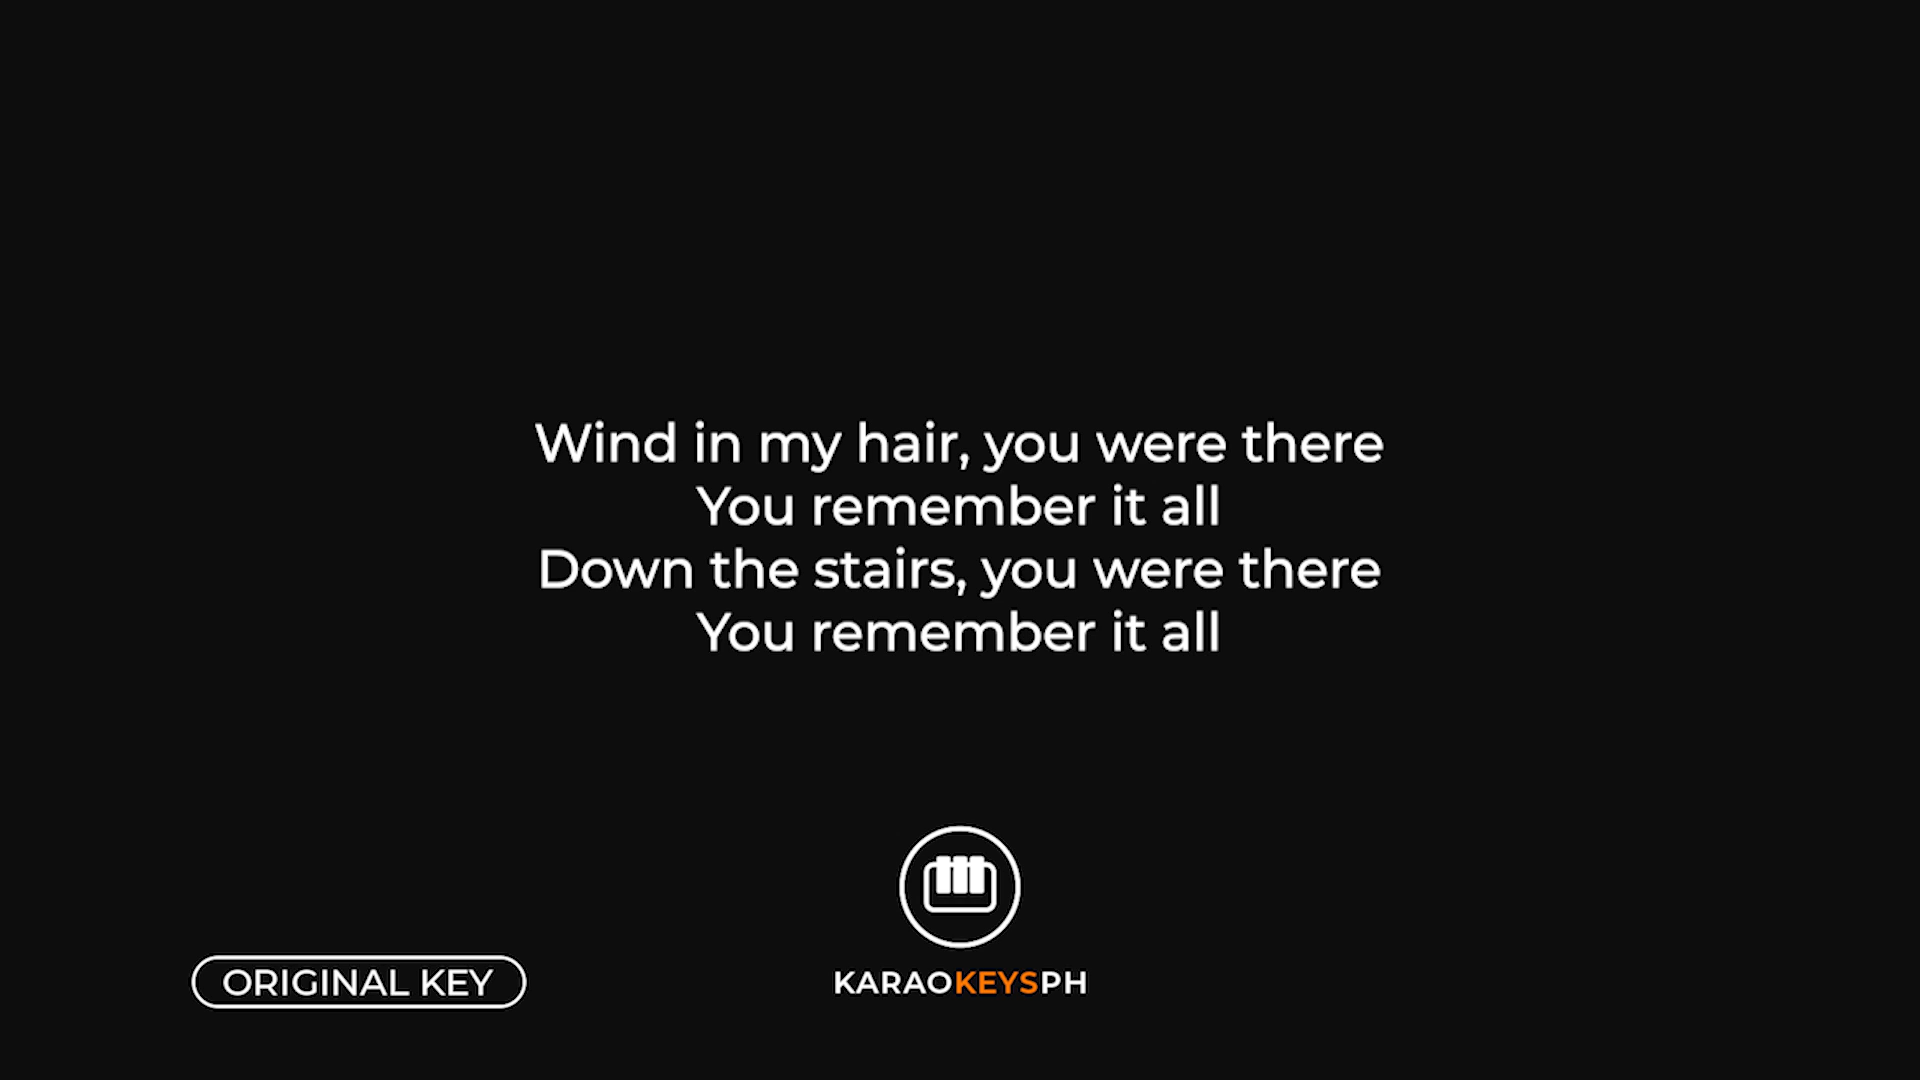 Wind in my hair, you were there
You remember it all
Down the stairs, you were there
You remember it all
ORIGINAL KEY
KARAOKEYSPH